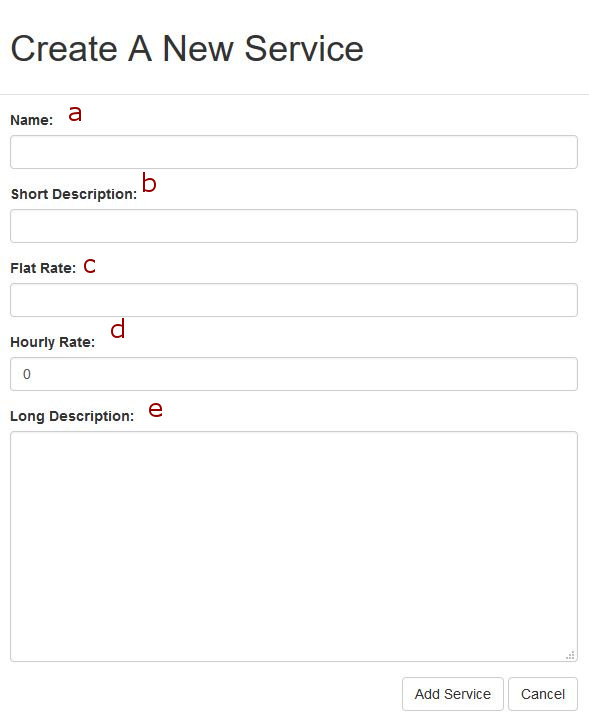 Create A New Service
Name: a
Short Description: b
Flat Rate: c
Hourly Rate: d
0
Long Description: e
Add Service Cancel